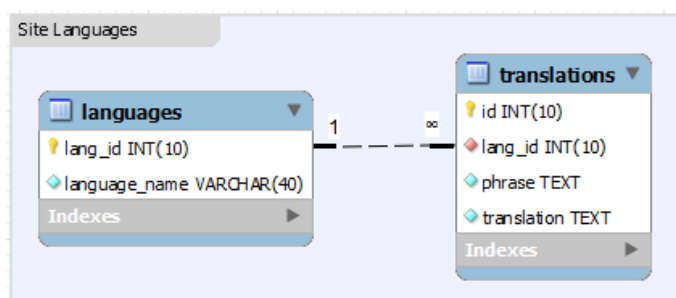 Site Languages
languages
lang_id INT(10)
language_name VARCHAR(40)
Indexes
1
∞
translations
id INT(10)
lang_id INT(10)
phrase TEXT
translation TEXT
Indexes